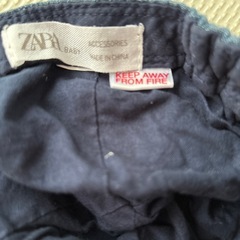 ZARA
BABY
ACCESSORIES
MADE IN CHINA
KEEP AWAY
FROM FIRE